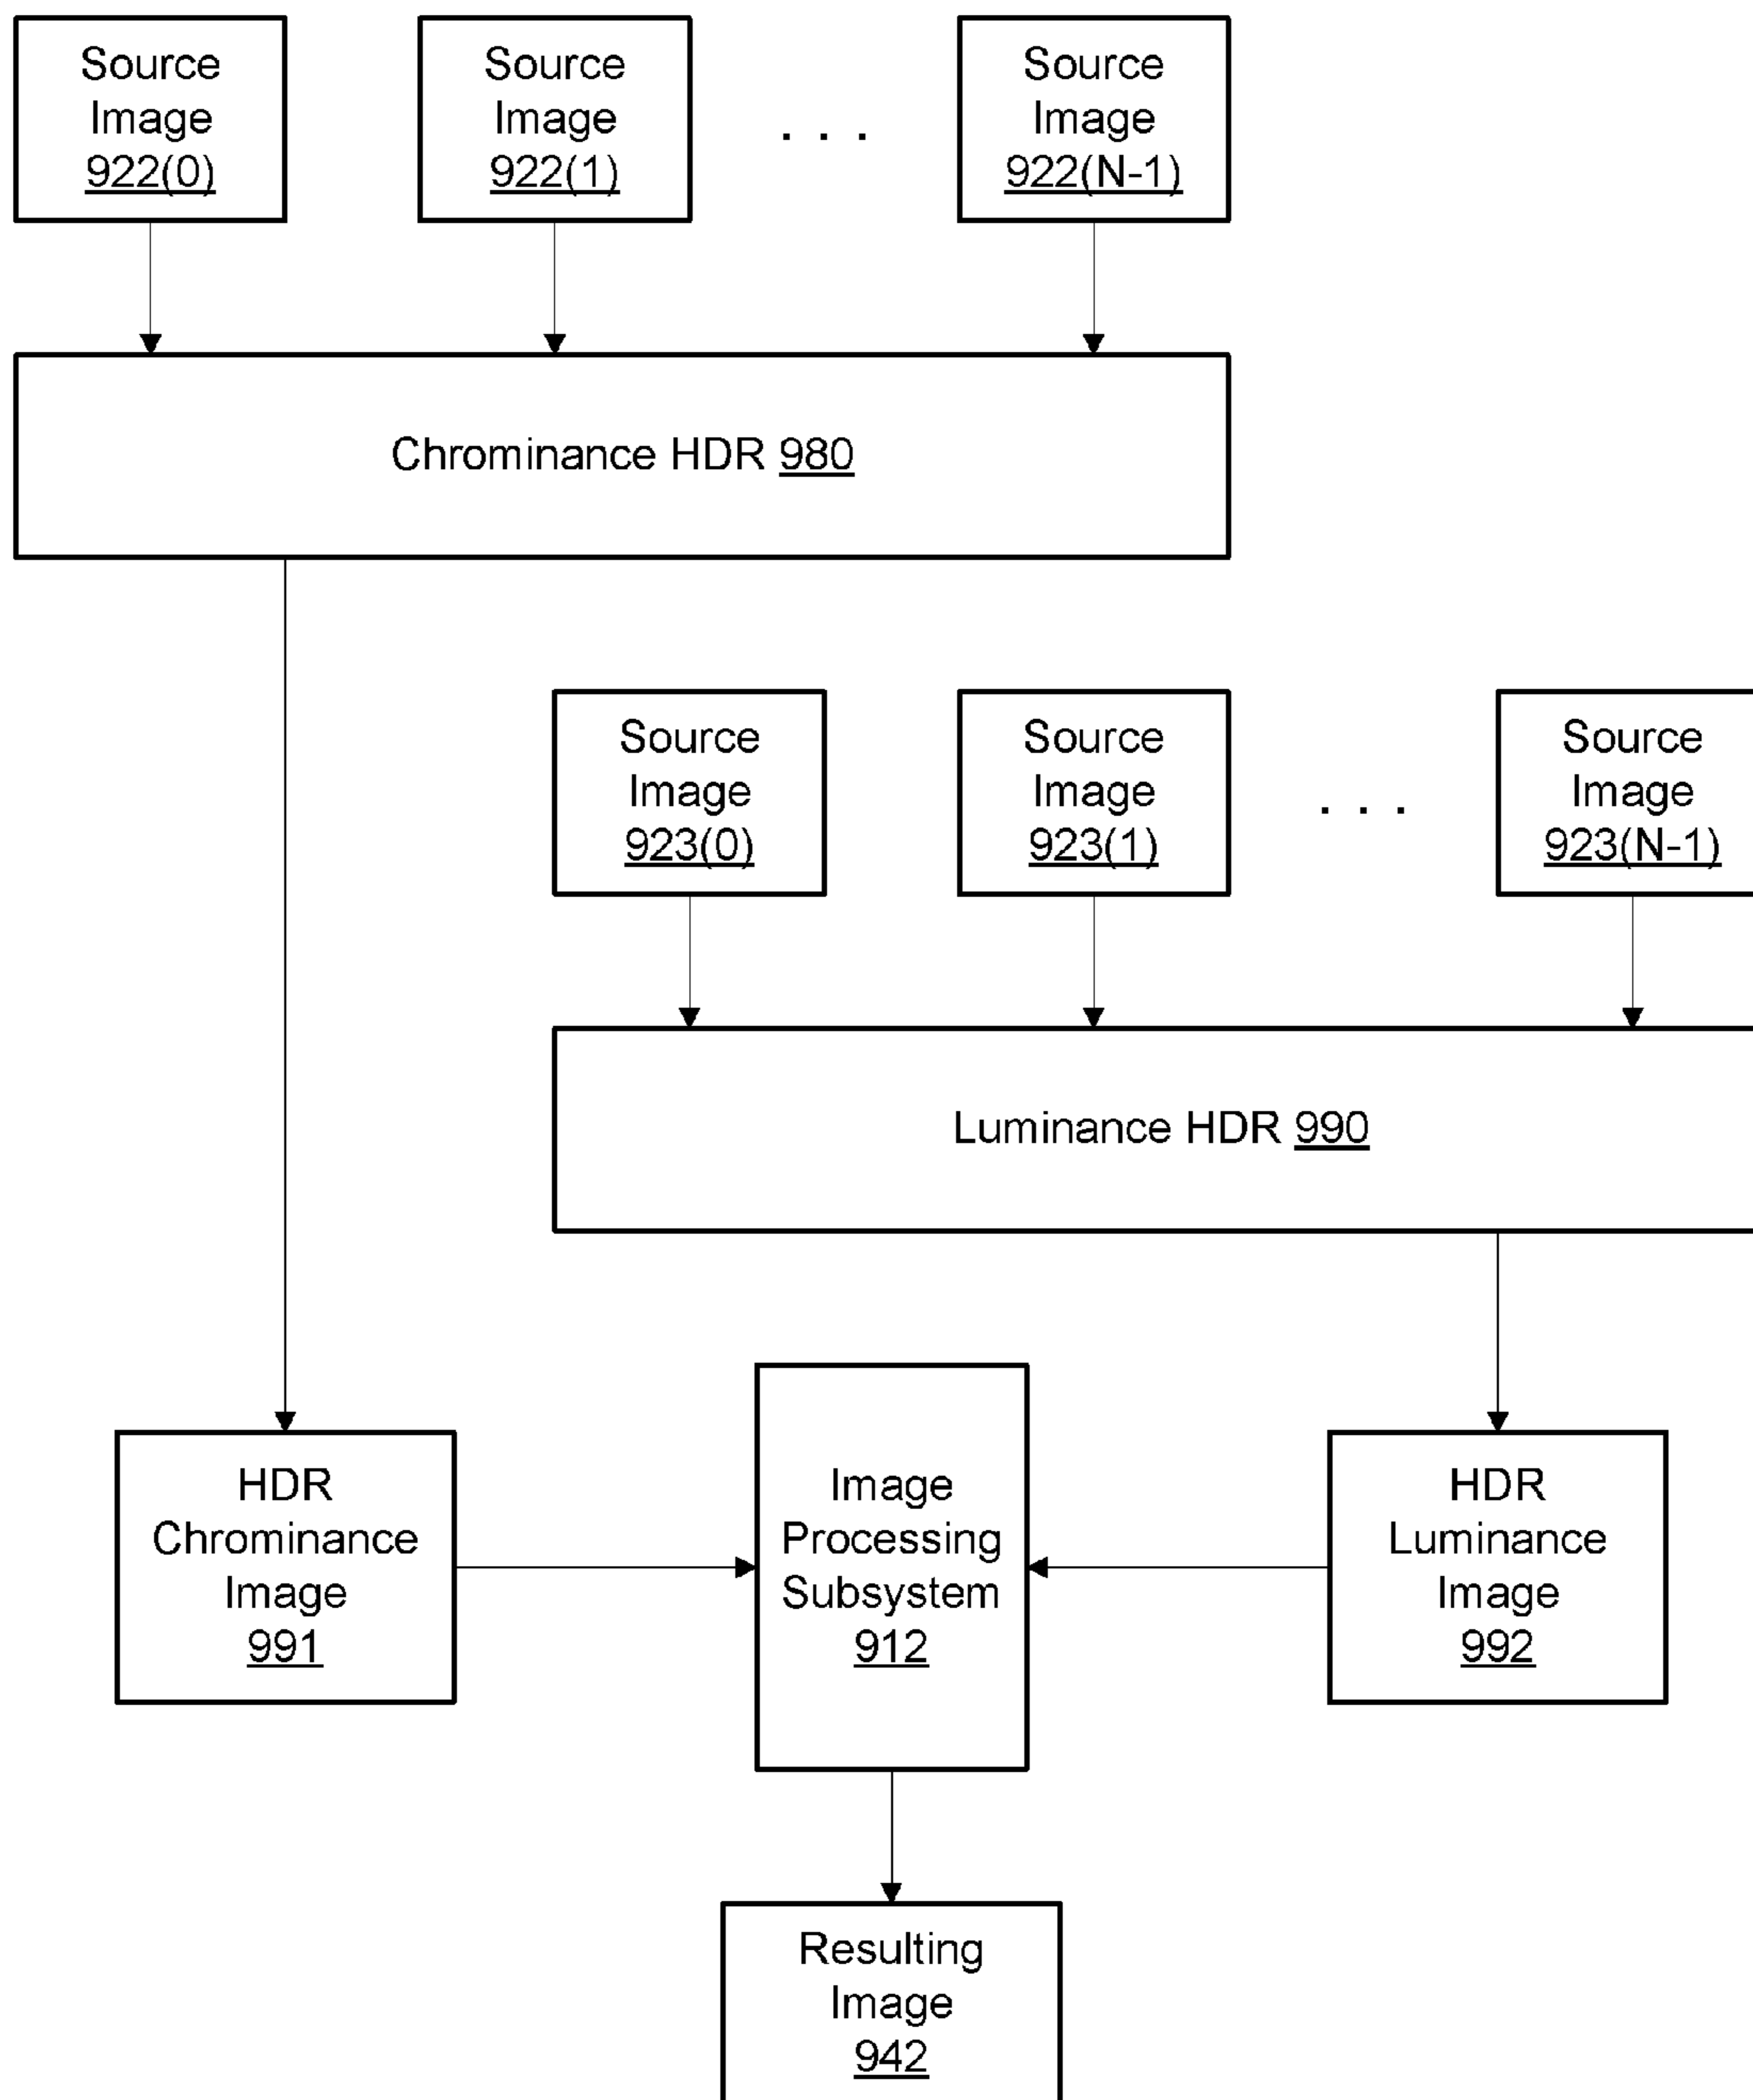 Source
Image
922(0)
Source
Image
922(1)
. . .
Source
Image
922(N-1)
Chrominance HDR 980
Source
Image
923(0)
Source
Image
923(1)
. . .
Source
Image
923(N-1)
Luminance HDR 990
HDR
Chrominance
Image
991
Image
Processing
Subsystem
912
HDR
Luminance
Image
992
Resulting
Image
942